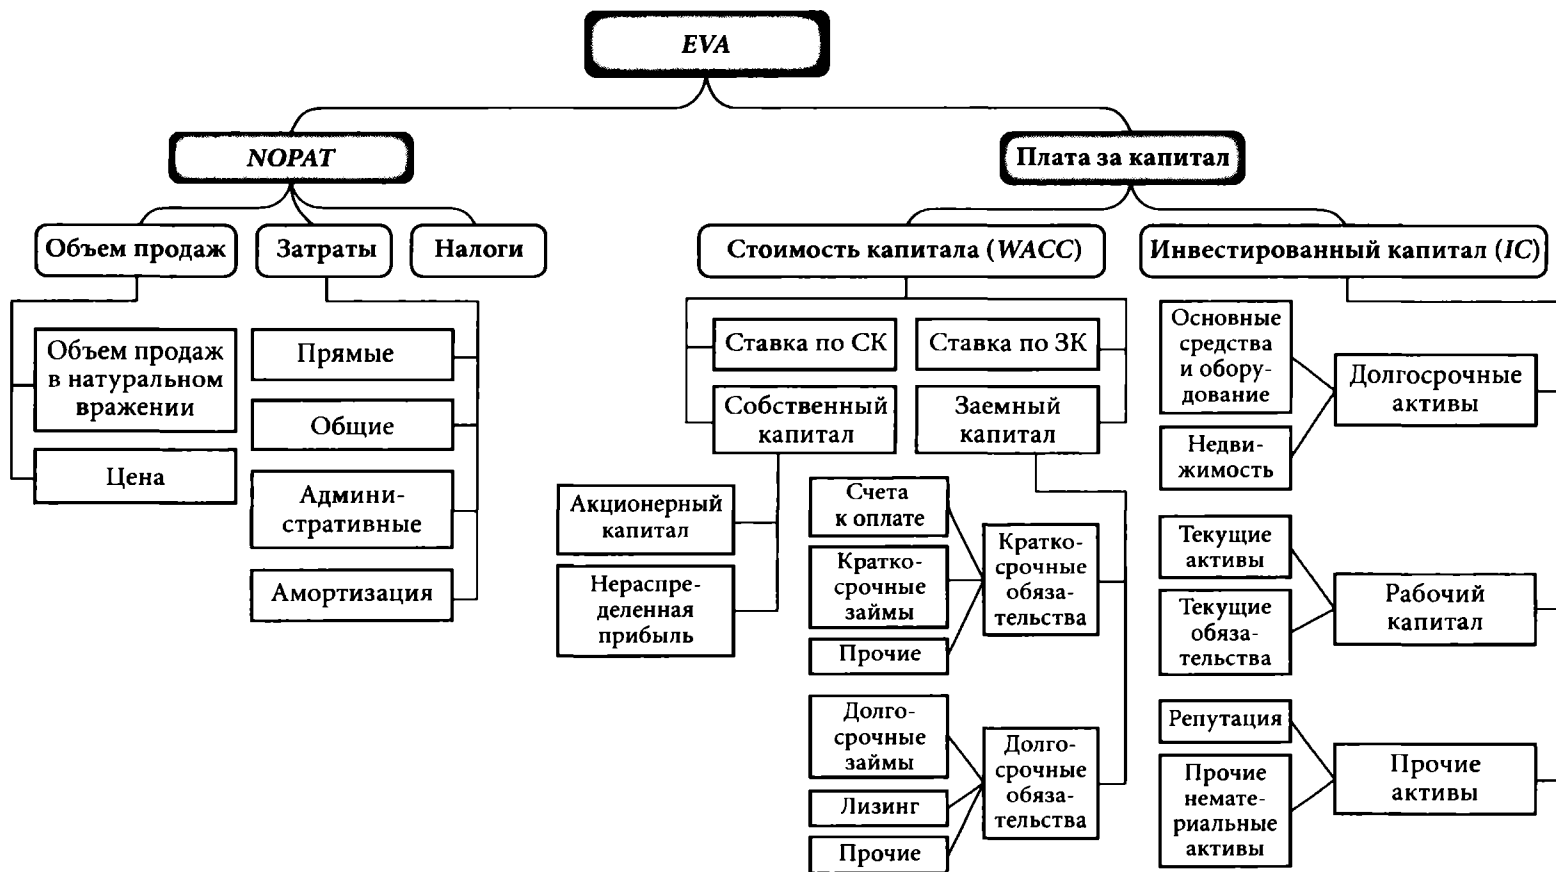 EVA
NOPAT
Плата за капитал
Объем продаж
Затраты
Налоги
Стоимость капитала (WACC)
Инвестированный капитал (IC)
Объем продаж
в натуральном
вражении
Цена
Прямые
Общие
Админи-
стративные
Амортизация
Ставка по СК
Ставка по ЗК
Собственный
капитал
Заемный
капитал
Акционерный
капитал
Нераспре-
деленная
прибыль
Счета
к оплате
Кратко-
срочные
займы
Прочие
Кратко-
срочные
обяза-
тельства
Долго-
срочные
займы
Лизинг
Прочие
Долго-
срочные
обяза-
тельства
Основные
средства
и обору-
дование
Недви-
жимость
Долгосрочные
активы
Текущие
активы
Текущие
обяза-
тельства
Рабочий
капитал
Репутация
Прочие
немате-
риальные
активы
Прочие
активы